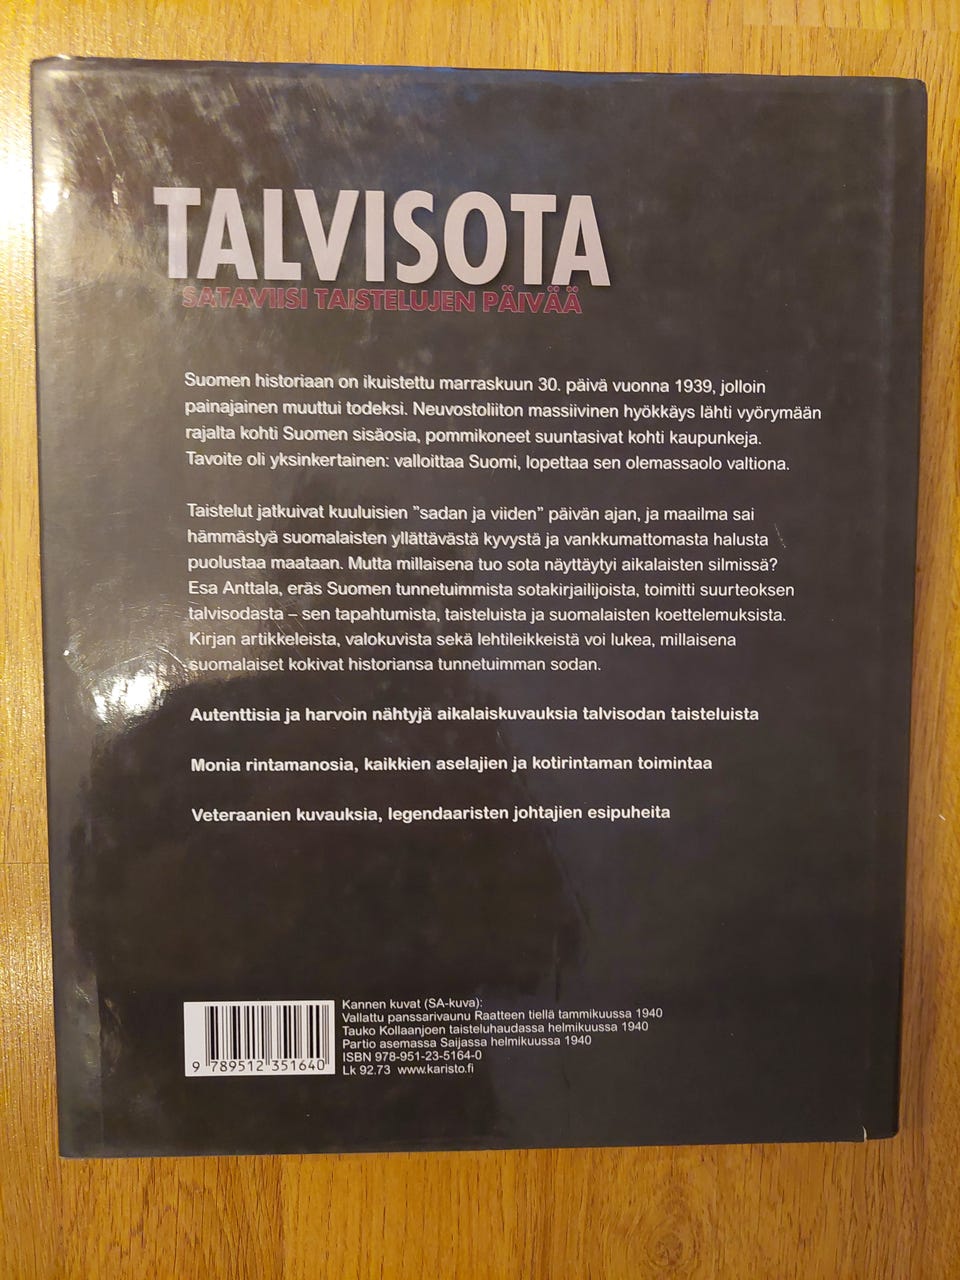 TALVISOTA
SATAVIISI TAISTELUJEN PÄIVÄÄ
Suomen historiaan on ikuistettu marraskuun 30. päivä vuonna 1939, jolloin
painajainen muuttui todeksi. Neuvostoliiton massiivinen hyökkäys lähti vyörymään
rajalta kohti Suomen sisäosia, pommikoneet suuntasivat kohti kaupunkeja.
Tavoite oli yksinkertainen: valloittaa Suomi, lopettaa sen olemassaolo valtiona.
Taistelut jatkuivat kuuluisien ”sadan ja viiden” päivän ajan, ja maailma sai
hämmästyä suomalaisten yllättävästä kyvystä ja vankkumattomasta halusta
puolustaa maataan. Mutta millaisena tuo sota näyttäytyi aikalaisten silmissä?
Esa Anttala, eräs Suomen tunnetuimmista sotakirjailijoista, toimitti suurteoksen
talvisodasta – sen tapahtumista, taisteluista ja suomalaisten koettelemuksista.
Kirjan artikkeleista, valokuvista sekä lehtileikkeistä voi lukea, millaisena
suomalaiset kokivat historiansa tunnetuimman sodan.
Autenttisia ja harvoin nähtyjä aikalaiskuvauksia talvisodan taisteluista
Monia rintamanosia, kaikkien aselajien ja kotirintaman toimintaa
Veteraanien kuvauksia, legendaaristen johtajien esipuheita
Kannen kuvat (SA-kuva):
Vallattu panssarivaunu Raatteen tiellä tammikuussa 1940
Tauko Kollaanjoen taisteluhaudassa helmikuussa 1940
Partio asemassa Saijassa helmikuussa 1940
ISBN 978-951-23-5164-0
Lk 92.73 www.karisto.fi
9 789512 351640